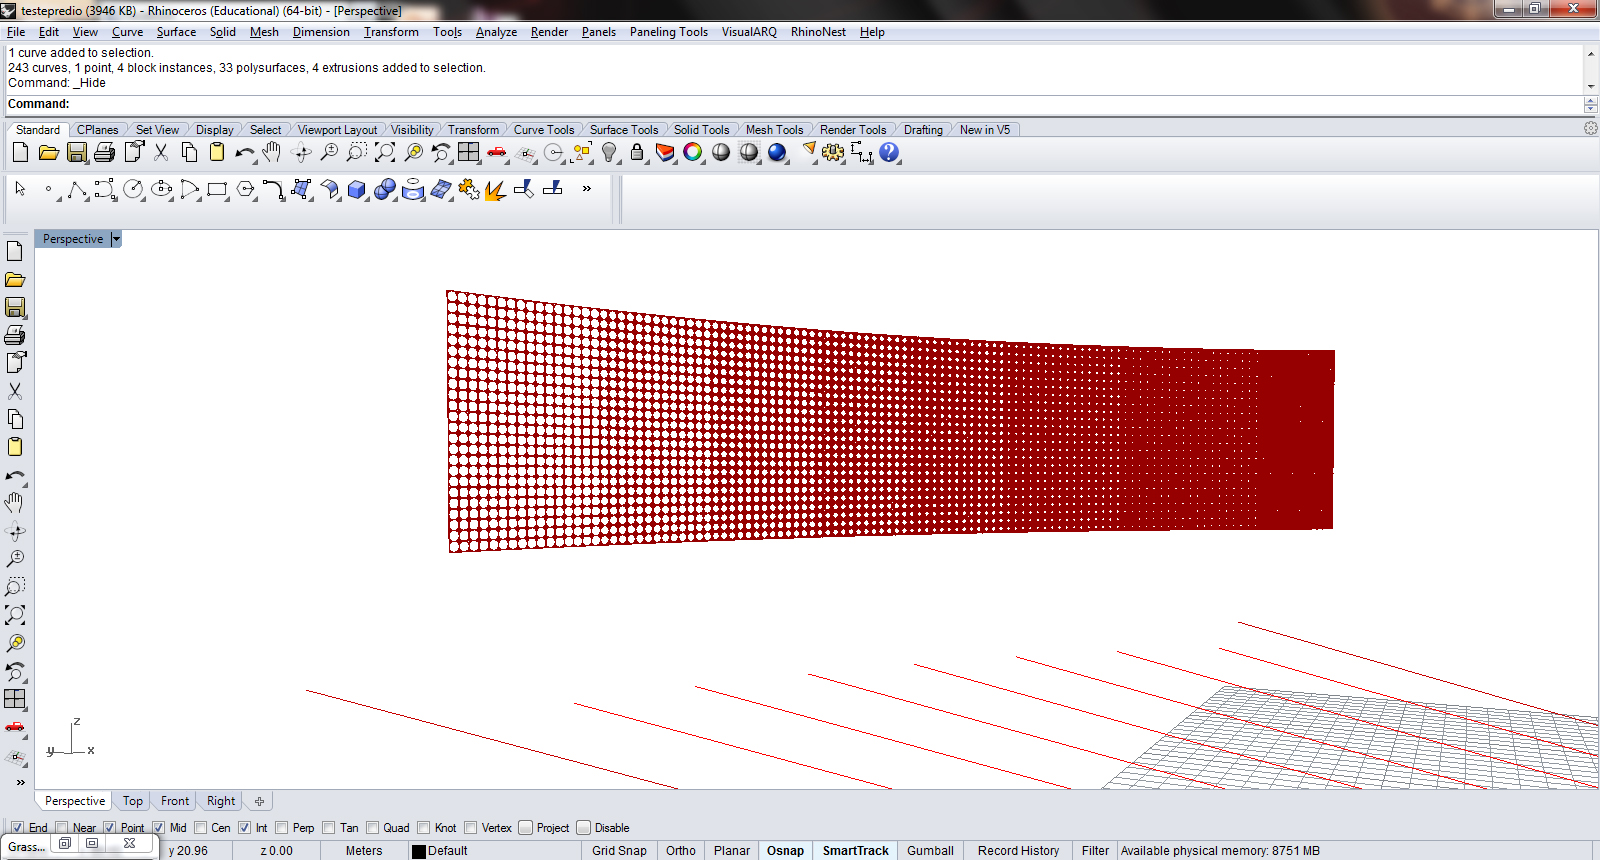 testepredio (3946 KB) - Rhinoceros (Educational) (64-bit) - [Perspective]
File Edit View Curve Surface Solid Mesh Dimension Transform Tools Analyze Render Panels Paneling Tools VisualARQ RhinoNest Help
1 curve added to selection.
243 curves, 1 point, 4 block instances, 33 polysurfaces, 4 extrusions added to selection.
Command: _Hide
Command:
Standard CPlanes Set View Display Select Viewport Layout Visibility Transform Curve Tools Surface Tools Solid Tools Mesh Tools Render Tools Drafting New in V5
Perspective
z
y x
Perspective Top Front Right
End Near Point Mid Cen Int Perp Tan Quad Knot Vertex Project Disable
Grass... y 20.96 z 0.00 Meters Default Grid Snap Ortho Planar Osnap SmartTrack Gumball Record History Filter Available physical memory: 8751 MB